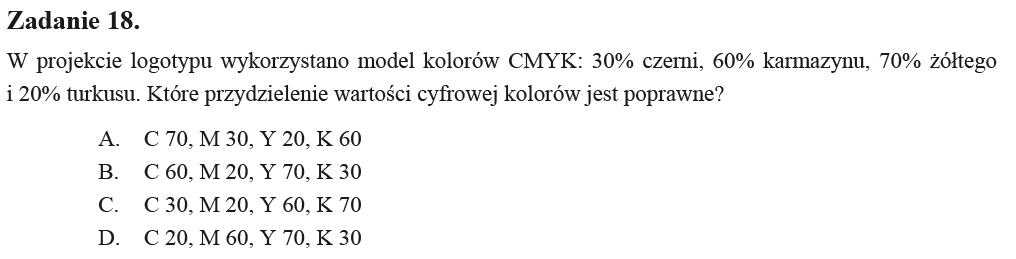 Zadanie 18.
W projekcie logotypu wykorzystano model kolorów CMYK: 30% czerni, 60% karmazynu, 70% żółtego
i 20% turkusu. Które przydzielenie wartości cyfrowej kolorów jest poprawne?
A. C 70, M 30, Y 20, K 60
B. C 60, M 20, Y 70, K 30
C. C 30, M 20, Y 60, K 70
D. C 20, M 60, Y 70, K 30